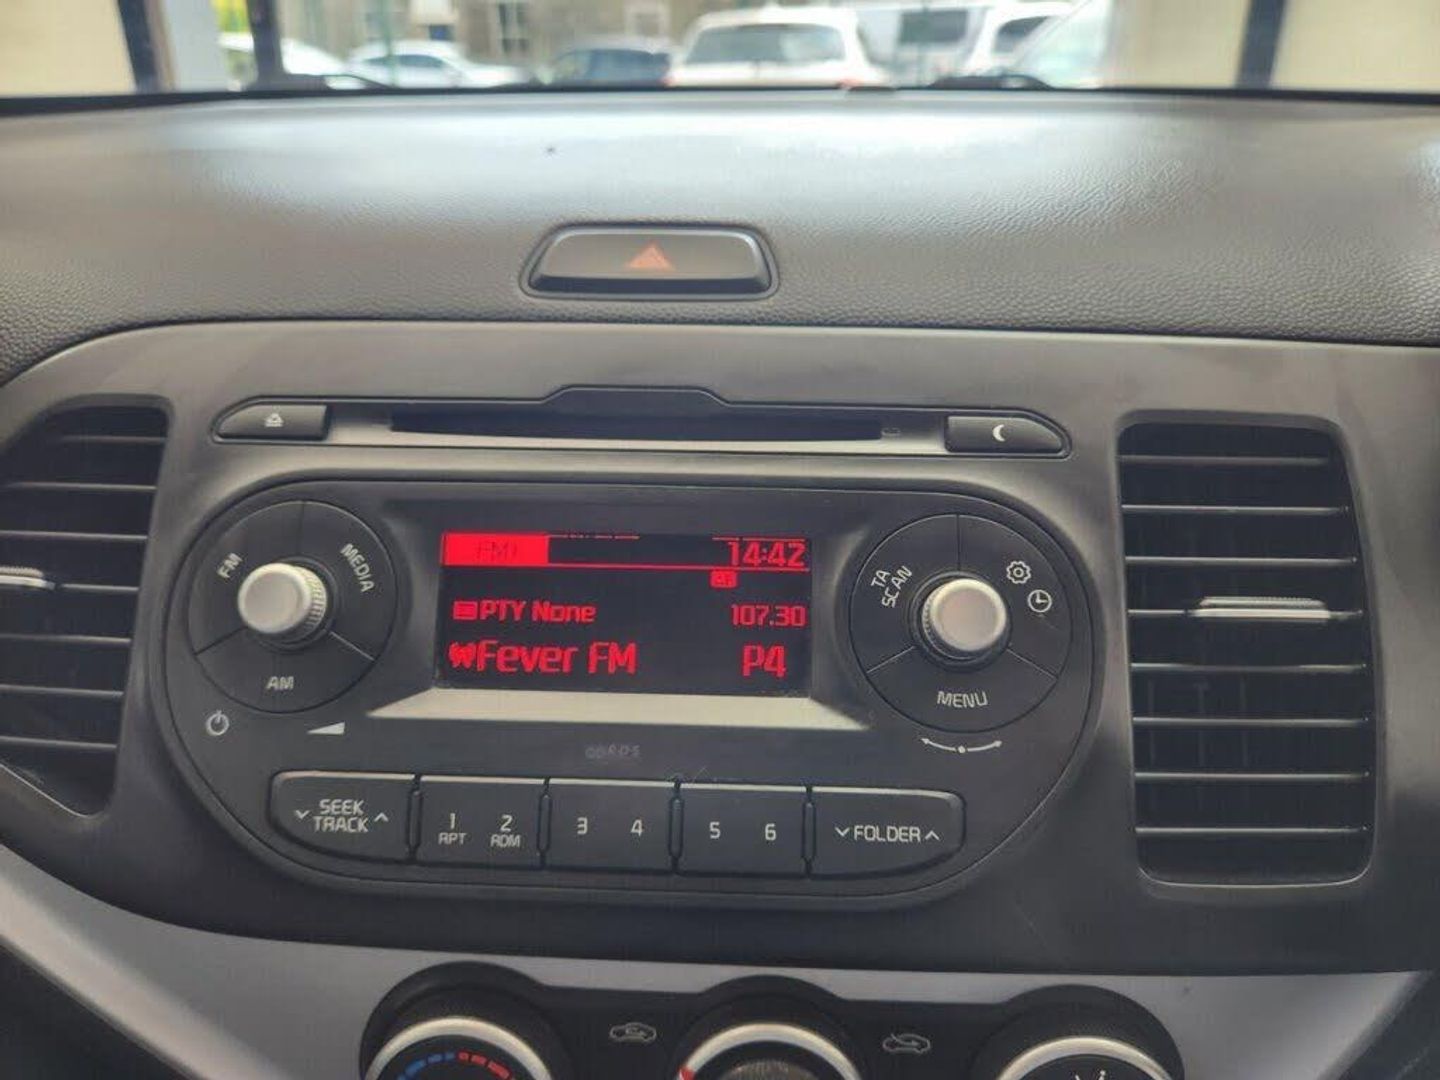 FM1 14:42
PTY None 107.30
Fever FM P4
FM MEDIA
AM
TA
SCAN
MENU
SEEK
TRACK
1
RPT
2
RDM
3 4
5 6
FOLDER